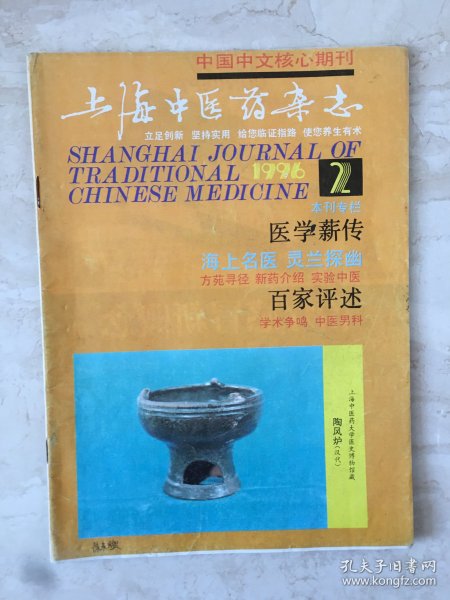 中国中文核心期刊
上海中医药杂志
立足创新 坚持实用 给您临证指路 使您养生有术
SHANGHAI JOURNAL OF
TRADITIONAL 1996
CHINESE MEDICINE 2
本刊专栏
医学薪传
海上名医 灵兰探幽
方苑寻径 新药介绍 实验中医
百家评述
学术争鸣 中医男科
上海中医药大学医史博物馆藏
陶风炉(汉代)
孔夫子旧书网
www.kongfz.com